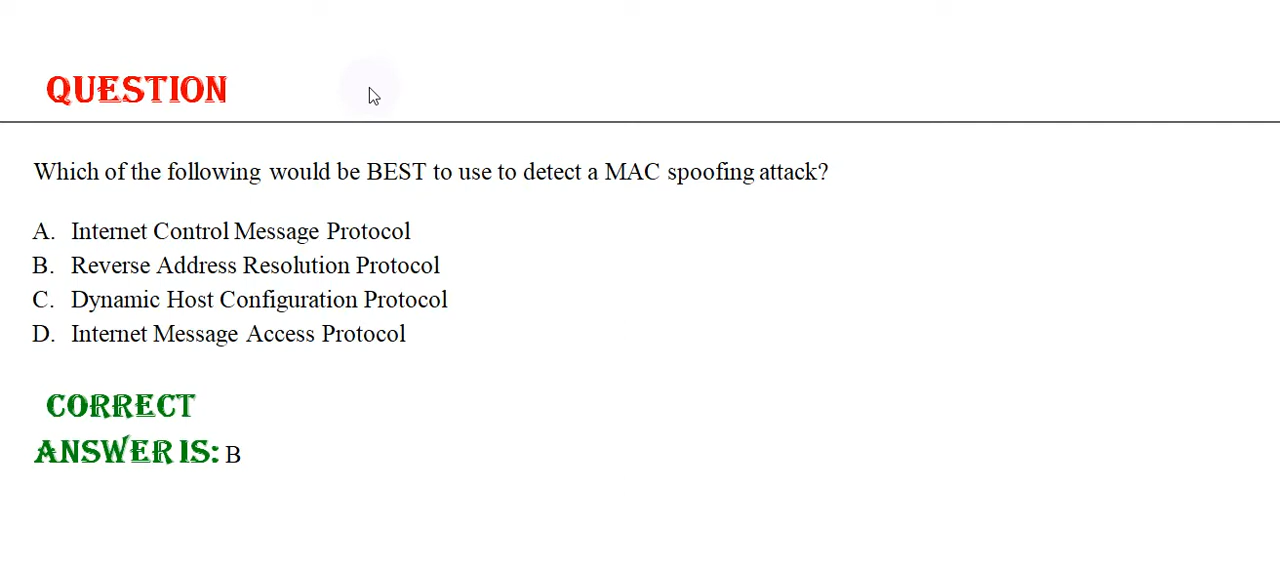 QUESTION
Which of the following would be BEST to use to detect a MAC spoofing attack?
A. Internet Control Message Protocol
B. Reverse Address Resolution Protocol
C. Dynamic Host Configuration Protocol
D. Internet Message Access Protocol
CORRECT
ANSWER IS: B